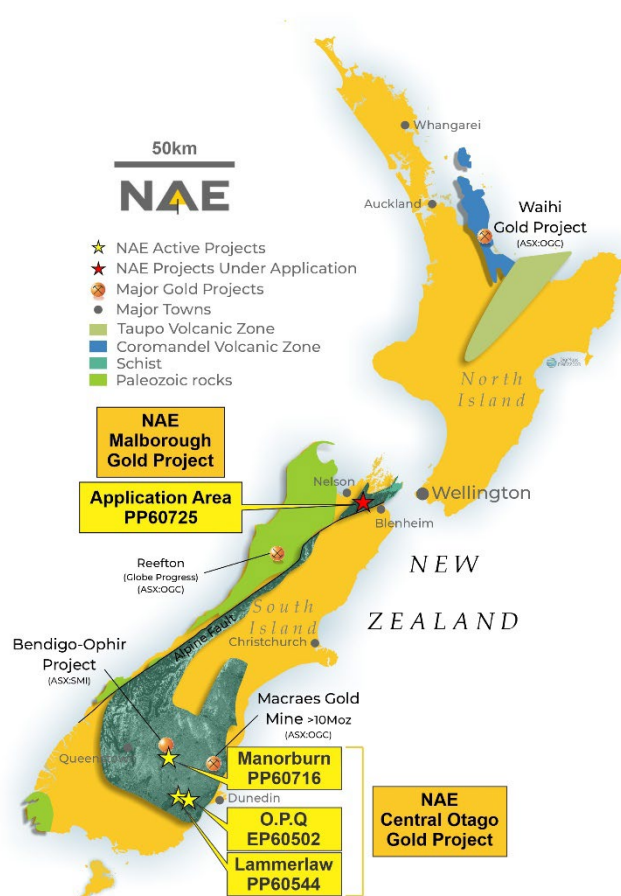 Whangarei
50km
NAE
Auckland
Waihi
Gold Project
(ASX:OGC)
NAE Active Projects
NAE Projects Under Application
Major Gold Projects
Major Towns
Taupo Volcanic Zone
Coromandel Volcanic Zone
Schist
Paleozoic rocks
North
Island
NAE
Malborough
Gold Project
Application Area
PP60725
Nelson
Wellington
Blenheim
Reefton
(Globe Progress)
(ASX:OGC)
NEW
ZEALAND
South
Island
Alpine Fault
Christchurch
Bendigo-Ophir
Project
(ASX:SMI)
Macraes Gold
Mine >10Moz
(ASX:OGC)
Manorburn
PP60716
Dunedin
O.P.Q
EP60502
Lammerlaw
PP60544
NAE
Central Otago
Gold Project